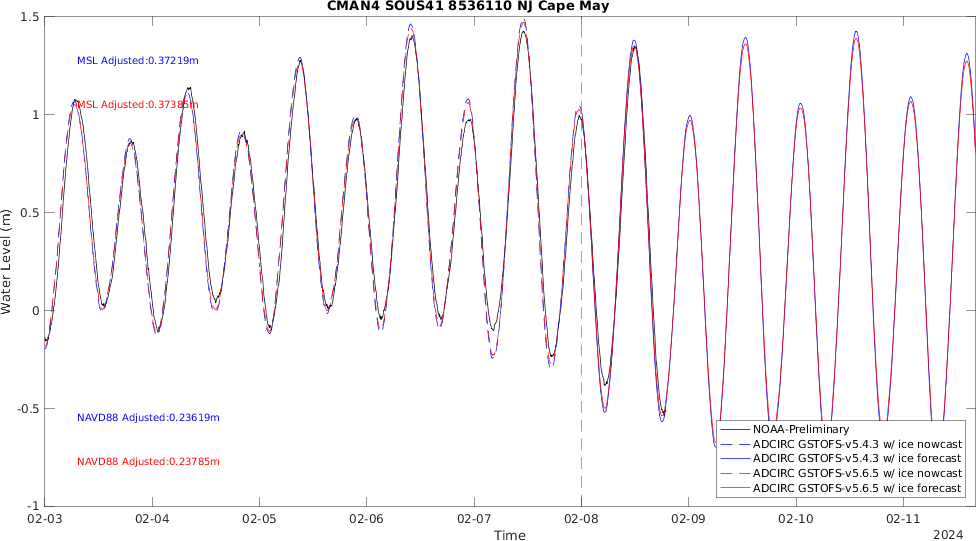 CMAN4 SOUS41 8536110 NJ Cape May
1.5
MSL Adjusted:0.37219m
MSL Adjusted:0.37385m
1
0.5
Water Level (m)
0
-0.5
NAVD88 Adjusted:0.23619m
NAVD88 Adjusted:0.23785m
NOAA-Preliminary
ADCIRC GSTOFS-v5.4.3 w/ ice nowcast
ADCIRC GSTOFS-v5.4.3 w/ ice forecast
ADCIRC GSTOFS-v5.6.5 w/ ice nowcast
ADCIRC GSTOFS-v5.6.5 w/ ice forecast
-1
02-03 02-04 02-05 02-06 02-07 02-08 02-09 02-10 02-11
Time
2024